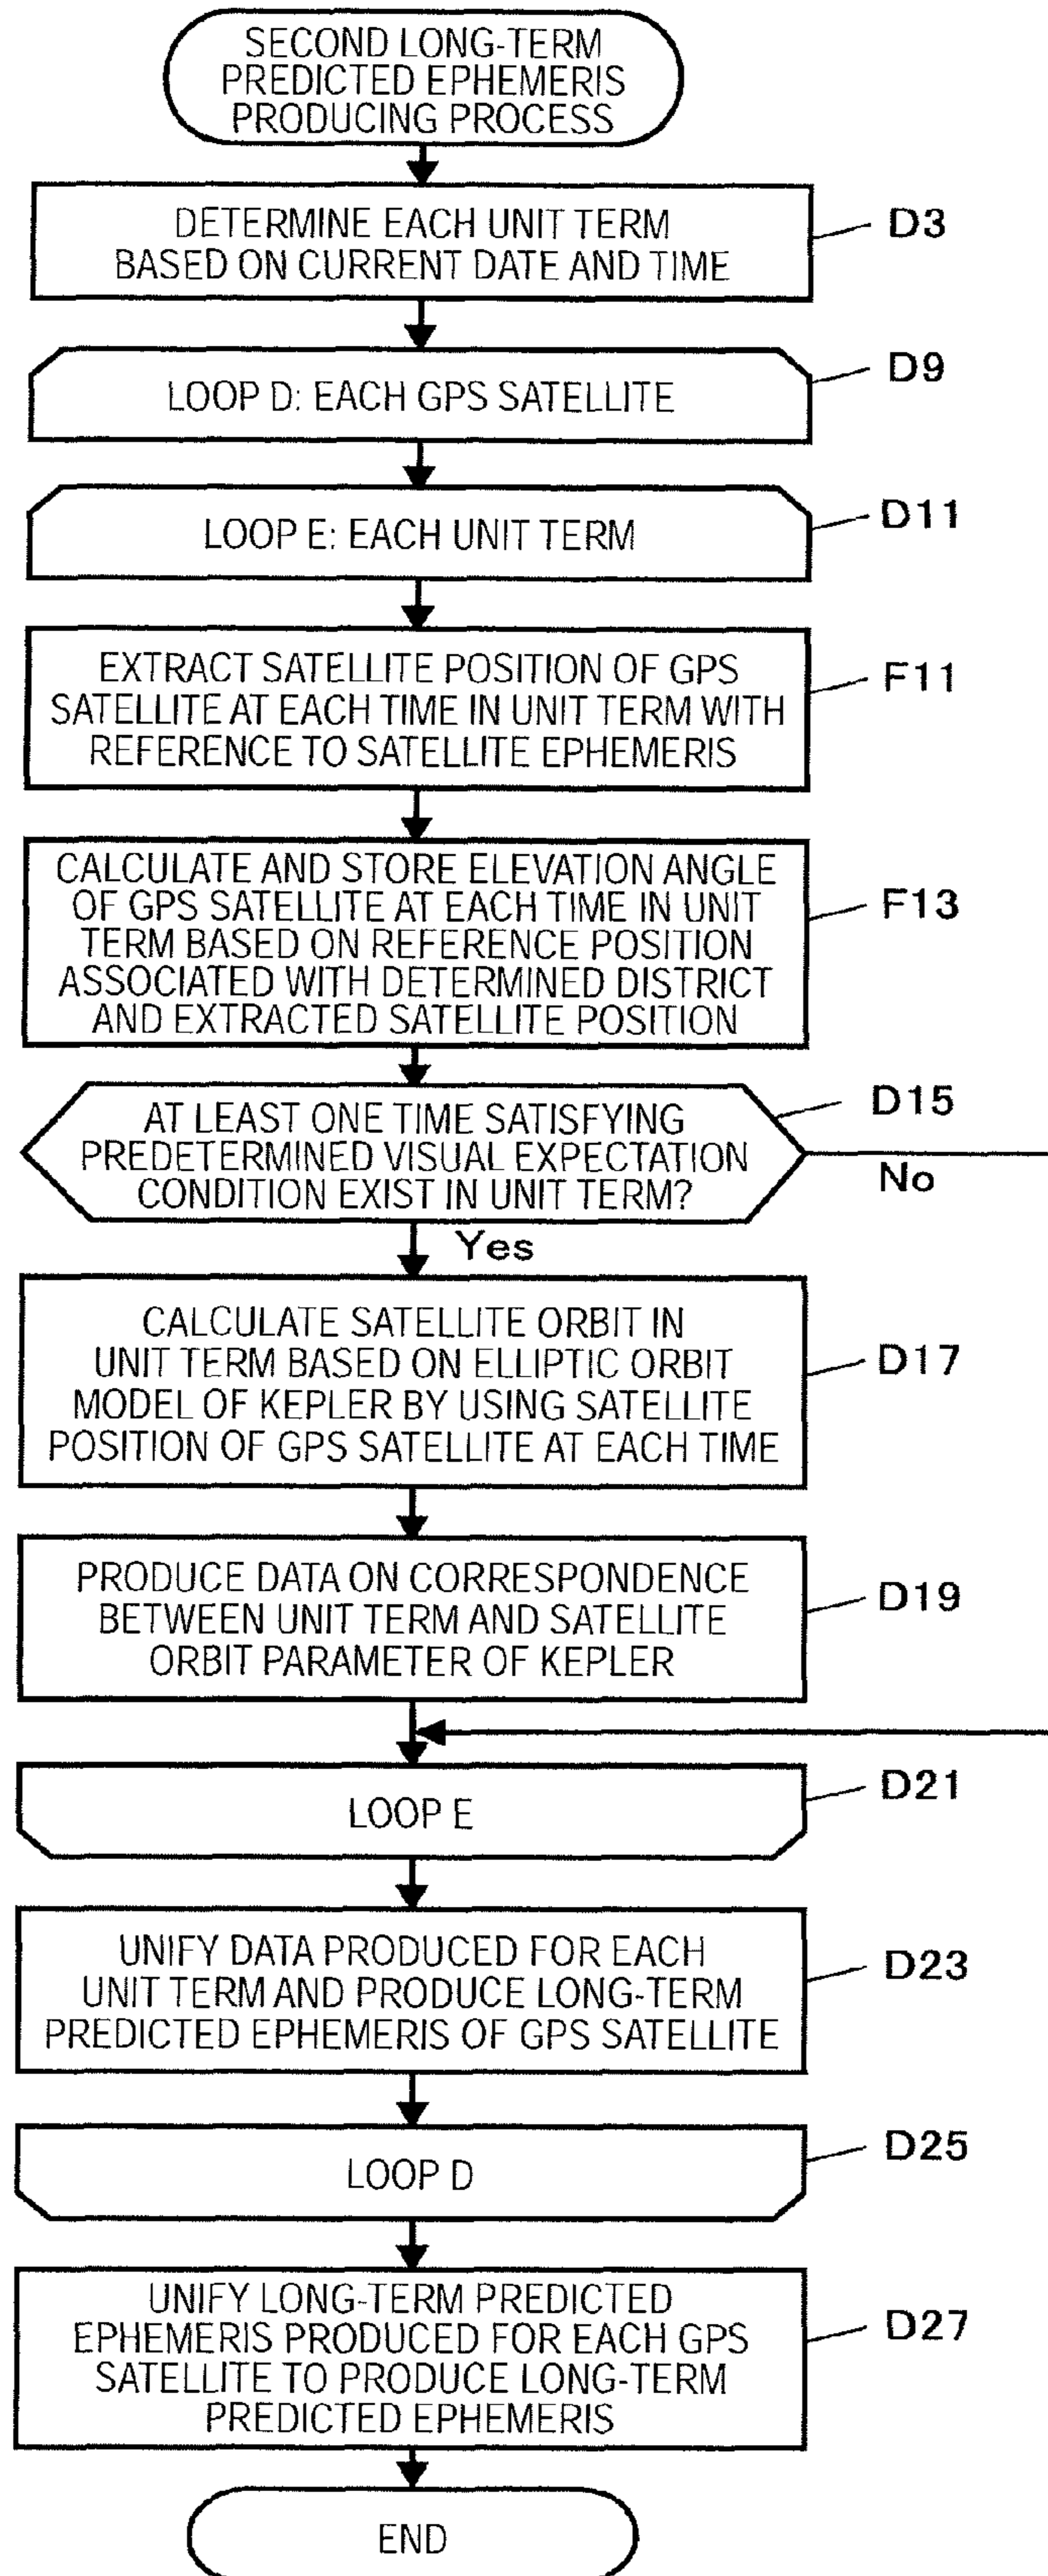 SECOND LONG-TERM
PREDICTED EPHEMERIS
PRODUCING PROCESS
DETERMINE EACH UNIT TERM
BASED ON CURRENT DATE AND TIME
D3
LOOP D: EACH GPS SATELLITE
D9
LOOP E: EACH UNIT TERM
D11
EXTRACT SATELLITE POSITION OF GPS
SATELLITE AT EACH TIME IN UNIT TERM WITH
REFERENCE TO SATELLITE EPHEMERIS
F11
CALCULATE AND STORE ELEVATION ANGLE
OF GPS SATELLITE AT EACH TIME IN UNIT
TERM BASED ON REFERENCE POSITION
ASSOCIATED WITH DETERMINED DISTRICT
AND EXTRACTED SATELLITE POSITION
F13
AT LEAST ONE TIME SATISFYING
PREDETERMINED VISUAL EXPECTATION
CONDITION EXIST IN UNIT TERM?
D15
No
Yes
CALCULATE SATELLITE ORBIT IN
UNIT TERM BASED ON ELLIPTIC ORBIT
MODEL OF KEPLER BY USING SATELLITE
POSITION OF GPS SATELLITE AT EACH TIME
D17
PRODUCE DATA ON CORRESPONDENCE
BETWEEN UNIT TERM AND SATELLITE
ORBIT PARAMETER OF KEPLER
D19
LOOP E
D21
UNIFY DATA PRODUCED FOR EACH
UNIT TERM AND PRODUCE LONG-TERM
PREDICTED EPHEMERIS OF GPS SATELLITE
D23
LOOP D
D25
UNIFY LONG-TERM PREDICTED
EPHEMERIS PRODUCED FOR EACH GPS
SATELLITE TO PRODUCE LONG-TERM
PREDICTED EPHEMERIS
D27
END